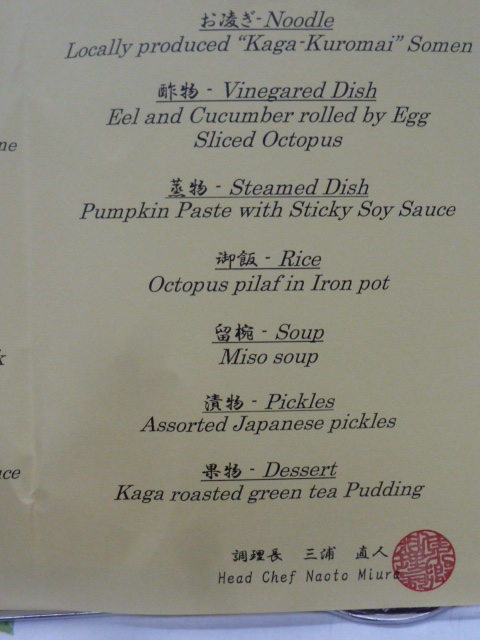 お凌ぎ - Noodle
Locally produced “Kaga-Kuromai” Somen
酢物 - Vinegared Dish
Eel and Cucumber rolled by Egg
Sliced Octopus
蒸物 - Steamed Dish
Pumpkin Paste with Sticky Soy Sauce
御飯 - Rice
Octopus pilaf in Iron pot
留椀 - Soup
Miso soup
漬物 - Pickles
Assorted Japanese pickles
果物 - Dessert
Kaga roasted green tea Pudding
調理長 三浦 直人
Head Chef Naoto Miura